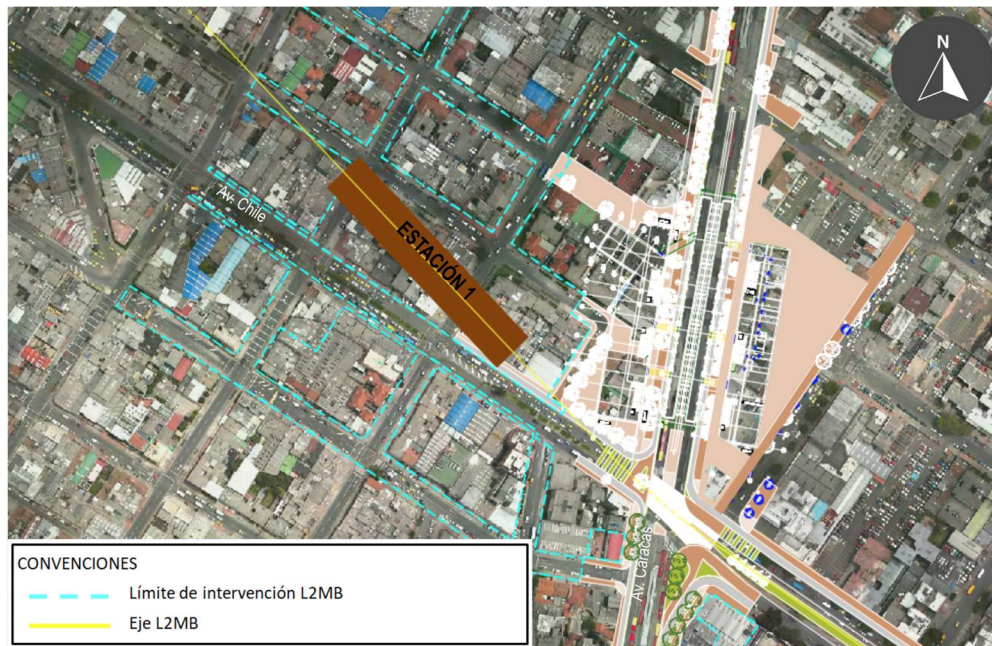 N
Av. Chile
ESTACIÓN 1
Av. Caracas
CONVENCIONES
Límite de intervención L2MB
Eje L2MB